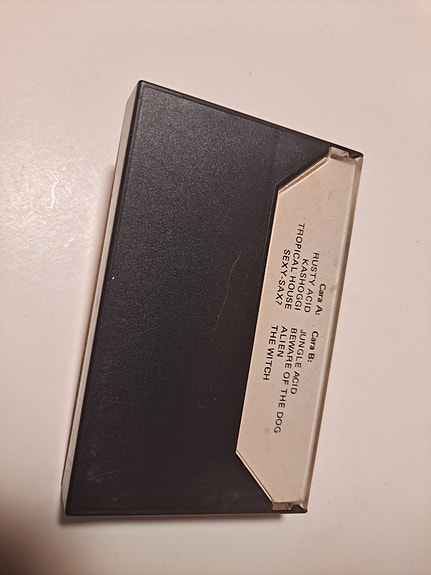 Cara A:
RUSTY ACID
KASHOGGI
TROPICAL HOUSE
SEXY-SAX?
Cara B:
JUNGLE ACID
BEWARE OF THE DOG
ALIEN
THE WITCH